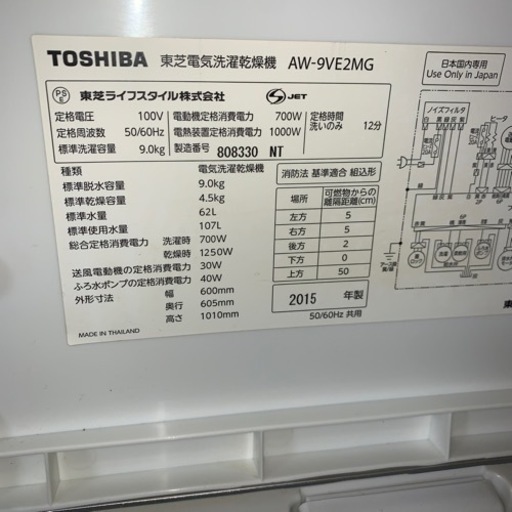 TOSHIBA 東芝電気洗濯乾燥機 AW-9VE2MG
日本国内専用
Use Only in Japan
PS E 東芝ライフスタイル株式会社 S JET
定格電圧 100V 電動機定格消費電力 700W 定格時間
定格周波数 50/60Hz 電熱装置定格消費電力 1000W 洗いのみ 12分
標準洗濯容量 9.0kg 製造番号 808330 NT
種類 電気洗濯乾燥機
標準脱水容量 9.0kg
標準乾燥容量 4.5kg
標準水量 62L
標準使用水量 107L
総合定格消費電力 洗濯時 700W
乾燥時 1250W
送風電動機の定格消費電力 30W
ふろ水ポンプの定格消費電力 40W
外形寸法 幅 600mm
奥行 605mm
高さ 1010mm
MADE IN THAILAND
消防法 基準適合 組込形
場所 可燃物からの離隔距離(cm)
左方 5
右方 5
後方 2
下方 0
上方 50
2015 年製
50/60Hz 共用
ノイズフィルタ
ヒータ
東